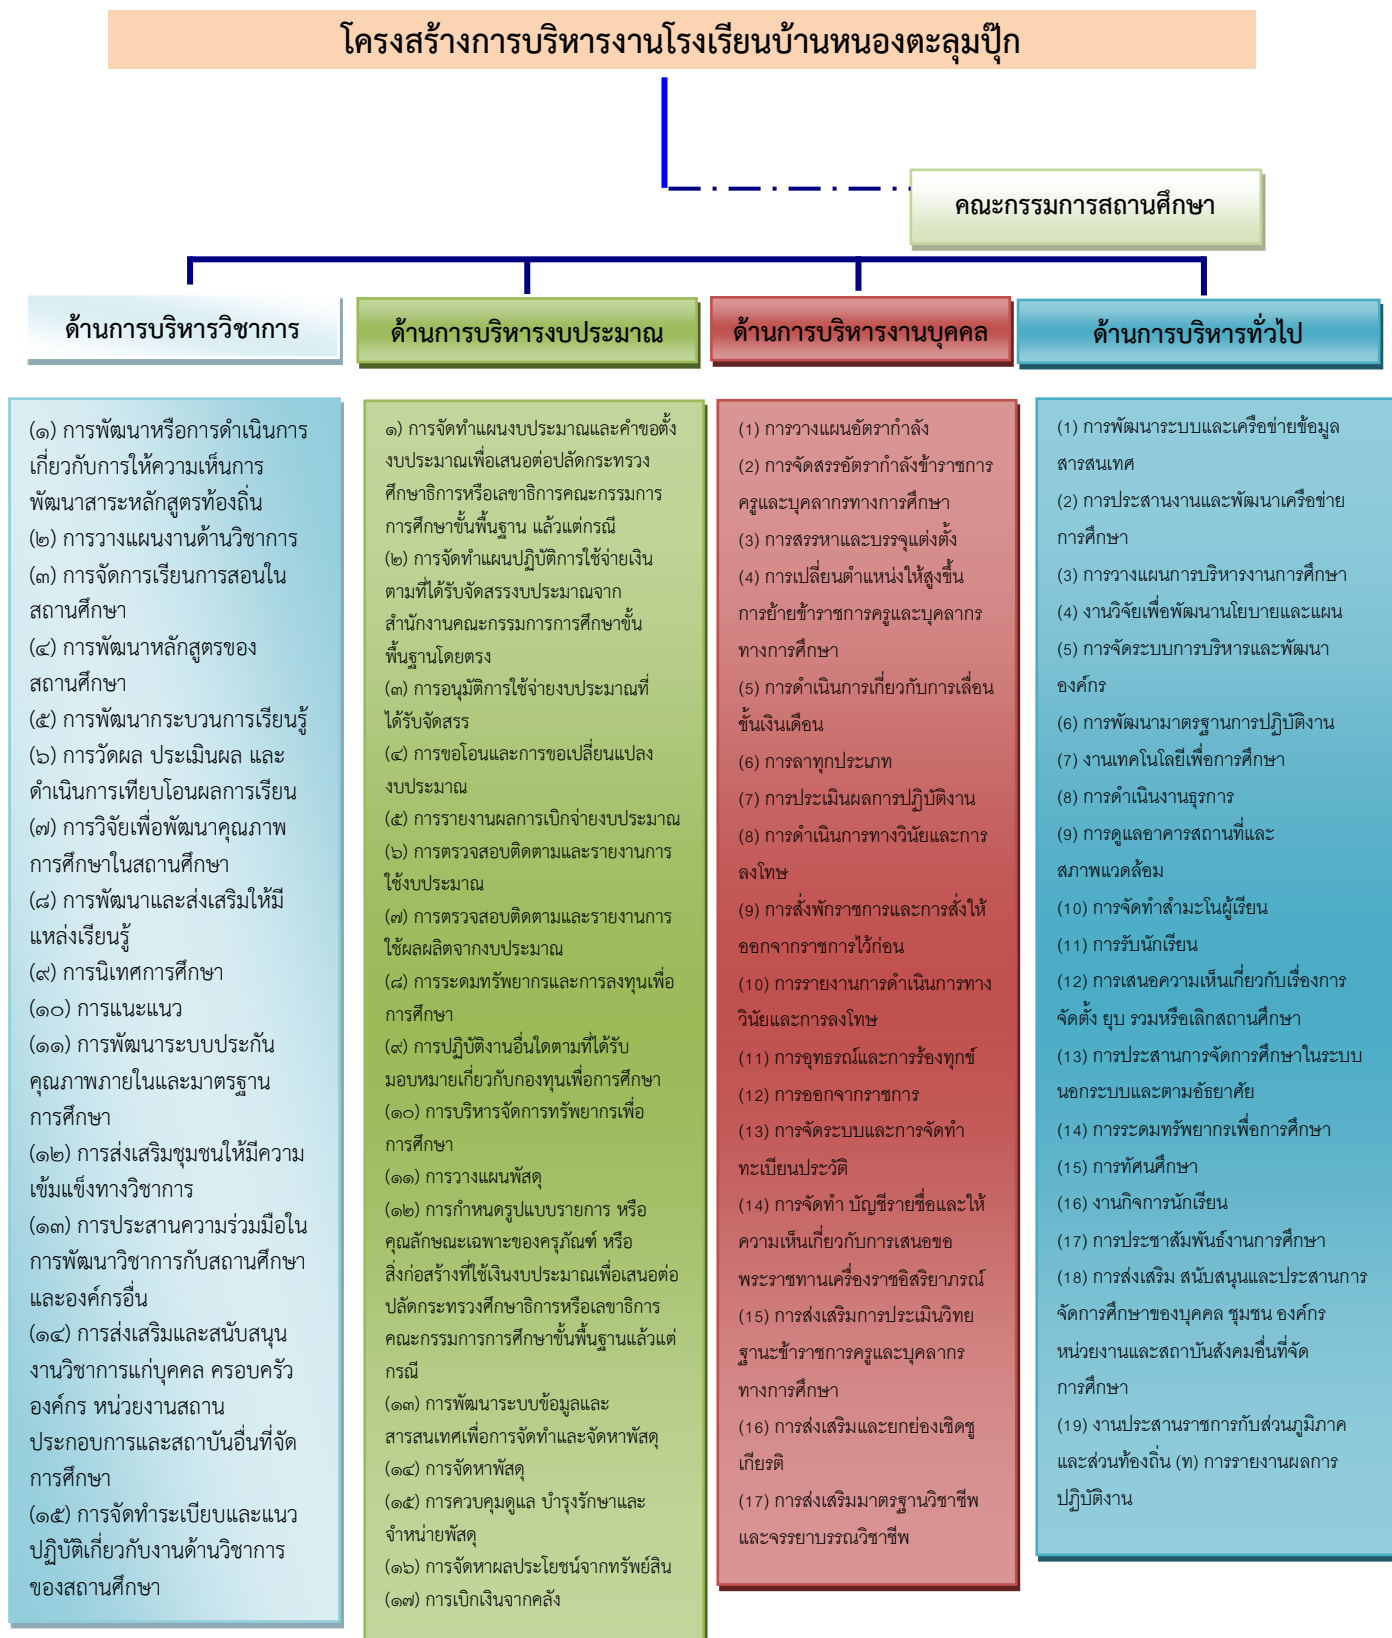 โครงสร้างการบริหารงานโรงเรียนบ้านหนองตะลุมปุ๊ก
คณะกรรมการสถานศึกษา
ด้านการบริหารวิชาการ
ด้านการบริหารงบประมาณ
ด้านการบริหารงานบุคคล
ด้านการบริหารทั่วไป
(๑) การพัฒนาหรือการดำเนินการ
เกี่ยวกับการให้ความเห็นการ
พัฒนาสาระหลักสูตรท้องถิ่น
(๒) การวางแผนงานด้านวิชาการ
(๓) การจัดการเรียนการสอนใน
สถานศึกษา
(๔) การพัฒนาหลักสูตรของ
สถานศึกษา
(๕) การพัฒนากระบวนการเรียนรู้
(๖) การวัดผล ประเมินผล และ
ดำเนินการเทียบโอนผลการเรียน
(๗) การวิจัยเพื่อพัฒนาคุณภาพ
การศึกษาในสถานศึกษา
(๘) การพัฒนาและส่งเสริมให้มี
แหล่งเรียนรู้
(๙) การนิเทศการศึกษา
(๑๐) การแนะแนว
(๑๑) การพัฒนาระบบประกัน
คุณภาพภายในและมาตรฐาน
การศึกษา
(๑๒) การส่งเสริมชุมชนให้มีความ
เข้มแข็งทางวิชาการ
(๑๓) การประสานความร่วมมือใน
การพัฒนาวิชาการกับสถานศึกษา
และองค์กรอื่น
(๑๔) การส่งเสริมและสนับสนุน
งานวิชาการแก่บุคคล ครอบครัว
องค์กร หน่วยงานสถาน
ประกอบการและสถาบันอื่นที่จัด
การศึกษา
(๑๕) การจัดทำระเบียบและแนว
ปฏิบัติเกี่ยวกับงานด้านวิชาการ
ของสถานศึกษา
๑) การจัดทำแผนงบประมาณและคำขอตั้ง
งบประมาณเพื่อเสนอต่อปลัดกระทรวง
ศึกษาธิการหรือเลขาธิการคณะกรรมการ
การศึกษาขั้นพื้นฐาน แล้วแต่กรณี
(๒) การจัดทำแผนปฏิบัติการใช้จ่ายเงิน
ตามที่ได้รับจัดสรรงบประมาณจาก
สำนักงานคณะกรรมการการศึกษาขั้น
พื้นฐานโดยตรง
(๓) การอนุมัติการใช้จ่ายงบประมาณที่
ได้รับจัดสรร
(๔) การขอโอนและการขอเปลี่ยนแปลง
งบประมาณ
(๕) การรายงานผลการเบิกจ่ายงบประมาณ
(๖) การตรวจสอบติดตามและรายงานการ
ใช้งบประมาณ
(๗) การตรวจสอบติดตามและรายงานการ
ใช้ผลผลิตจากงบประมาณ
(๘) การระดมทรัพยากรและการลงทุนเพื่อ
การศึกษา
(๙) การปฏิบัติงานอื่นใดตามที่ได้รับ
มอบหมายเกี่ยวกับกองทุนเพื่อการศึกษา
(๑๐) การบริหารจัดการทรัพยากรเพื่อ
การศึกษา
(๑๑) การวางแผนพัสดุ
(๑๒) การกำหนดรูปแบบรายการ หรือ
คุณลักษณะเฉพาะของครุภัณฑ์ หรือ
สิ่งก่อสร้างที่ใช้เงินงบประมาณเพื่อเสนอต่อ
ปลัดกระทรวงศึกษาธิการหรือเลขาธิการ
คณะกรรมการการศึกษาขั้นพื้นฐานแล้วแต่
กรณี
(๑๓) การพัฒนาระบบข้อมูลและ
สารสนเทศเพื่อการจัดทำและจัดหาพัสดุ
(๑๔) การจัดหาพัสดุ
(๑๕) การควบคุมดูแล บำรุงรักษาและ
จำหน่ายพัสดุ
(๑๖) การจัดหาผลประโยชน์จากทรัพย์สิน
(๑๗) การเบิกเงินจากคลัง
(1) การวางแผนอัตรากำลัง
(2) การจัดสรรอัตรากำลังข้าราชการ
ครูและบุคลากรทางการศึกษา
(3) การสรรหาและบรรจุแต่งตั้ง
(4) การเปลี่ยนตำแหน่งให้สูงขึ้น
การย้ายข้าราชการครูและบุคลากร
ทางการศึกษา
(5) การดำเนินการเกี่ยวกับการเลื่อน
ขั้นเงินเดือน
(6) การลาทุกประเภท
(7) การประเมินผลการปฏิบัติงาน
(8) การดำเนินการทางวินัยและการ
ลงโทษ
(9) การสั่งพักราชการและการสั่งให้
ออกจากราชการไว้ก่อน
(10) การรายงานการดำเนินการทาง
วินัยและการลงโทษ
(11) การอุทธรณ์และการร้องทุกข์
(12) การออกจากราชการ
(13) การจัดระบบและการจัดทำ
ทะเบียนประวัติ
(14) การจัดทำ บัญชีรายชื่อและให้
ความเห็นเกี่ยวกับการเสนอขอ
พระราชทานเครื่องราชอิสริยาภรณ์
(15) การส่งเสริมการประเมินวิทย
ฐานะข้าราชการครูและบุคลากร
ทางการศึกษา
(16) การส่งเสริมและยกย่องเชิดชู
เกียรติ
(17) การส่งเสริมมาตรฐานวิชาชีพ
และจรรยาบรรณวิชาชีพ
(1) การพัฒนาระบบและเครือข่ายข้อมูล
สารสนเทศ
(2) การประสานงานและพัฒนาเครือข่าย
การศึกษา
(3) การวางแผนการบริหารงานการศึกษา
(4) งานวิจัยเพื่อพัฒนานโยบายและแผน
(5) การจัดระบบการบริหารและพัฒนา
องค์กร
(6) การพัฒนามาตรฐานการปฏิบัติงาน
(7) งานเทคโนโลยีเพื่อการศึกษา
(8) การดำเนินงานธุรการ
(9) การดูแลอาคารสถานที่และ
สภาพแวดล้อม
(10) การจัดทำสำมะโนผู้เรียน
(11) การรับนักเรียน
(12) การเสนอความเห็นเกี่ยวกับเรื่องการ
จัดตั้ง ยุบ รวมหรือเลิกสถานศึกษา
(13) การประสานการจัดการศึกษาในระบบ
นอกระบบและตามอัธยาศัย
(14) การระดมทรัพยากรเพื่อการศึกษา
(15) การทัศนศึกษา
(16) งานกิจการนักเรียน
(17) การประชาสัมพันธ์งานการศึกษา
(18) การส่งเสริม สนับสนุนและประสานการ
จัดการศึกษาของบุคคล ชุมชน องค์กร
หน่วยงานและสถาบันสังคมอื่นที่จัด
การศึกษา
(19) งานประสานราชการกับส่วนภูมิภาค
และส่วนท้องถิ่น (ท) การรายงานผลการ
ปฏิบัติงาน